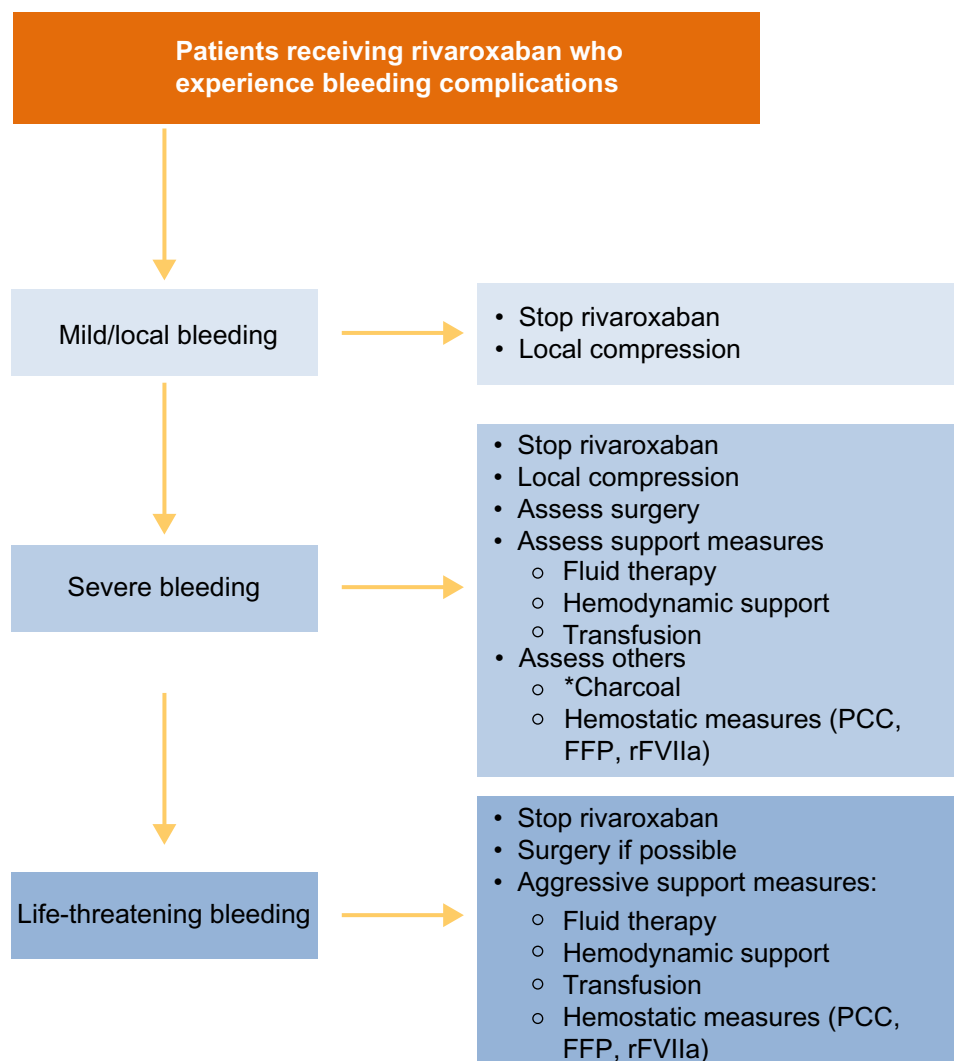 Patients receiving rivaroxaban who
experience bleeding complications
Mild/local bleeding
• Stop rivaroxaban
• Local compression
Severe bleeding
• Stop rivaroxaban
• Local compression
• Assess surgery
• Assess support measures
○ Fluid therapy
○ Hemodynamic support
○ Transfusion
• Assess others
○ *Charcoal
○ Hemostatic measures (PCC,
FFP, rFVIIa)
Life-threatening bleeding
• Stop rivaroxaban
• Surgery if possible
• Aggressive support measures:
○ Fluid therapy
○ Hemodynamic support
○ Transfusion
○ Hemostatic measures (PCC,
FFP, rFVIIa)